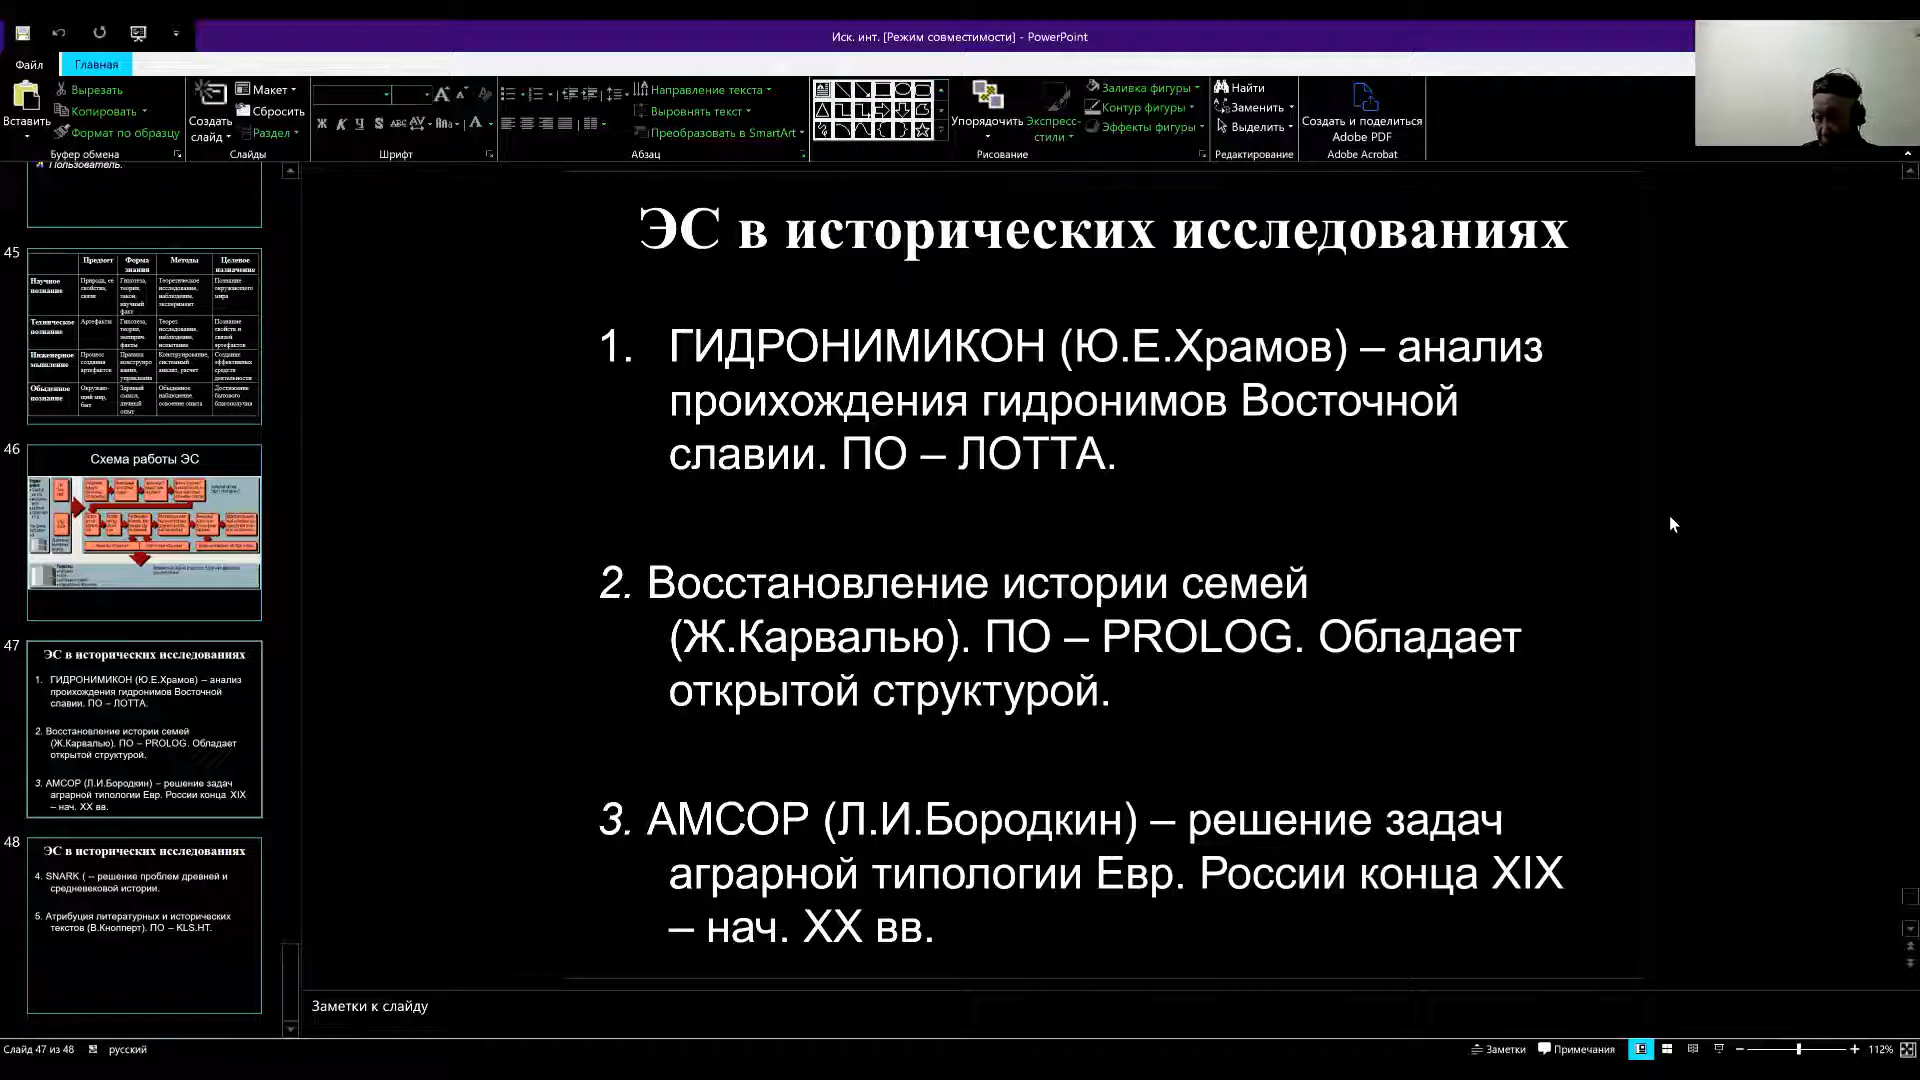 Иск. инт. [Режим совместимости] - PowerPoint
Файл
Главная
Вставить
Вырезать
Копировать
Формат по образцу
Буфер обмена
Создать слайд
Макет
Сбросить
Раздел
Слайды
Ж К Ч S
Шрифт
Направление текста
Выровнять текст
Преобразовать в SmartArt
Абзац
Упорядочить
Экспресс-стили
Заливка фигуры
Контур фигуры
Эффекты фигуры
Рисование
Найти
Заменить
Выделить
Редактирование
Создать и поделиться
Adobe PDF
Adobe Acrobat
Пользователь.
45
Предмет
Форма знания
Методы
Целевое назначение
Научное познание
Техническое познание
Артефакты
Инженерное мышление
Обыденное познание
46
Схема работы ЭС
47
ЭС в исторических исследованиях
1. ГИДРОНИМИКОН (Ю.Е.Храмов) – анализ
проихождения гидронимов Восточной
славии. ПО – ЛОТТА.
2. Восстановление истории семей
(Ж.Карвалью). ПО – PROLOG. Обладает
открытой структурой.
3. АМСОР (Л.И.Бородкин) – решение задач
аграрной типологии Евр. России конца XIX
– нач. XX вв.
48
ЭС в исторических исследованиях
4. SNARK ( -- решение проблем древней и
средневековой истории.
5. Атрибуция литературных и исторических
текстов (В.Кнопперт). ПО – KLS.HT.
ЭС в исторических исследованиях
1. ГИДРОНИМИКОН (Ю.Е.Храмов) – анализ
проихождения гидронимов Восточной
славии. ПО – ЛОТТА.
2. Восстановление истории семей
(Ж.Карвалью). ПО – PROLOG. Обладает
открытой структурой.
3. АМСОР (Л.И.Бородкин) – решение задач
аграрной типологии Евр. России конца XIX
– нач. XX вв.
Заметки к слайду
Слайд 47 из 48
русский
Заметки
Примечания
112%